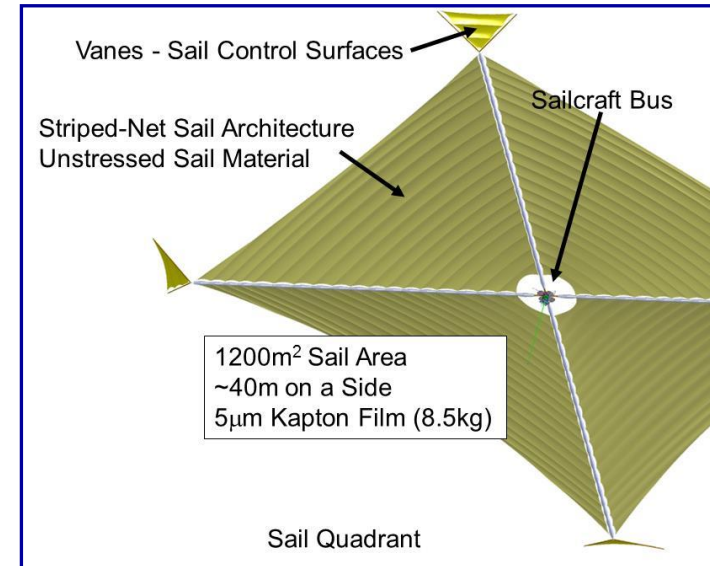 Vanes - Sail Control Surfaces
Sailcraft Bus
Striped-Net Sail Architecture
Unstressed Sail Material
1200m² Sail Area
~40m on a Side
5μm Kapton Film (8.5kg)
Sail Quadrant